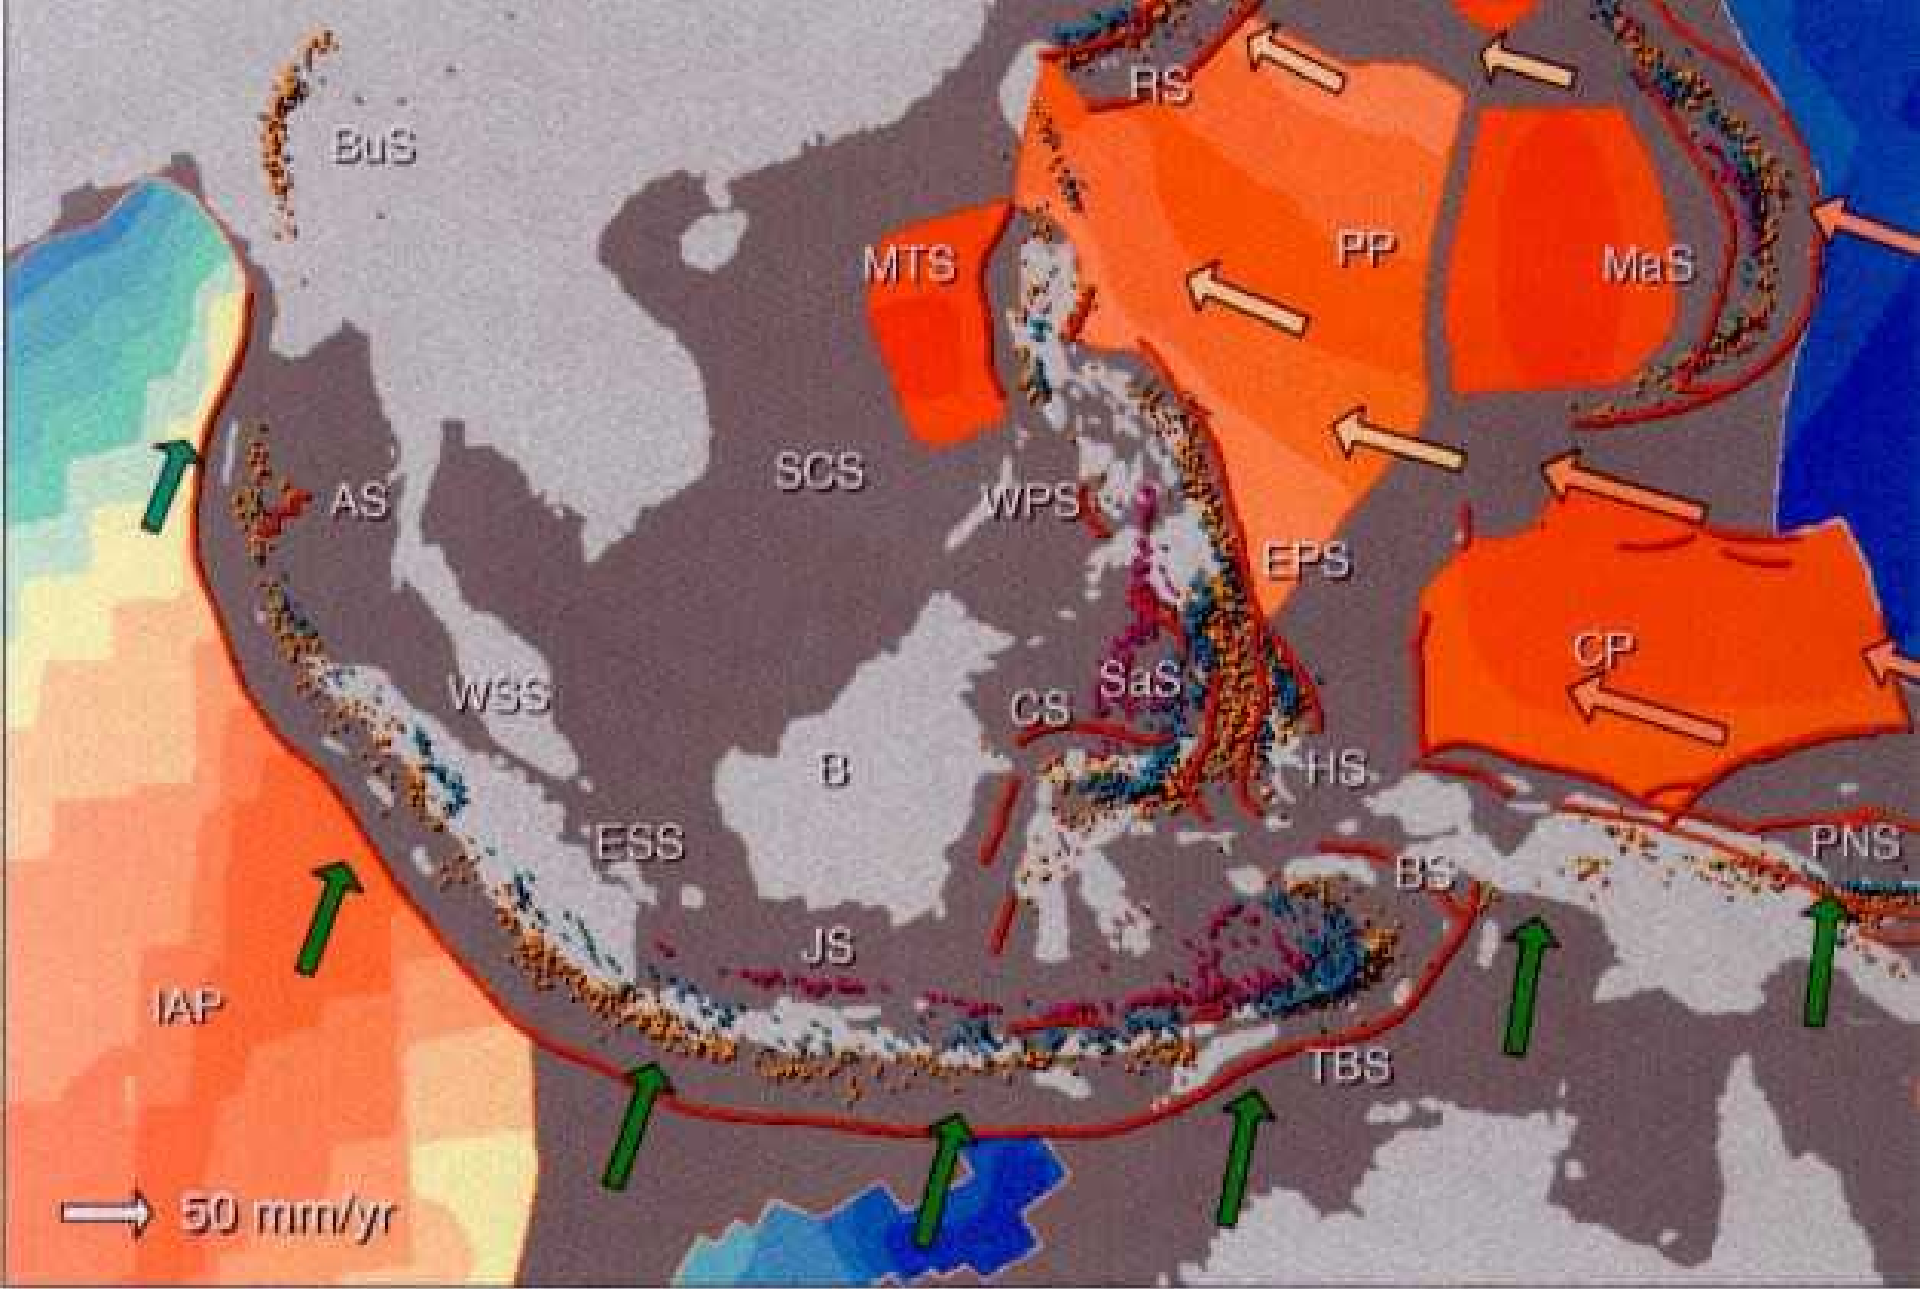 RS
BuS
PP
MTS
MaS
SCS
AS
WPS
EPS
CP
WSS
SaS
CS
B
HS
ESS
PNS
BS
JS
IAP
TBS
50 mm/yr